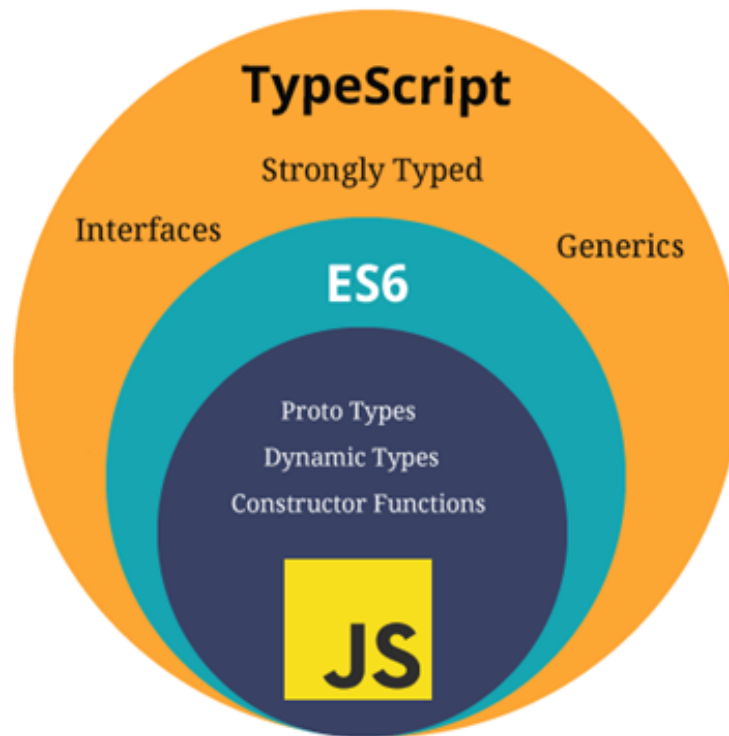 TypeScript
Strongly Typed
Interfaces
Generics
ES6
Proto Types
Dynamic Types
Constructor Functions
JS